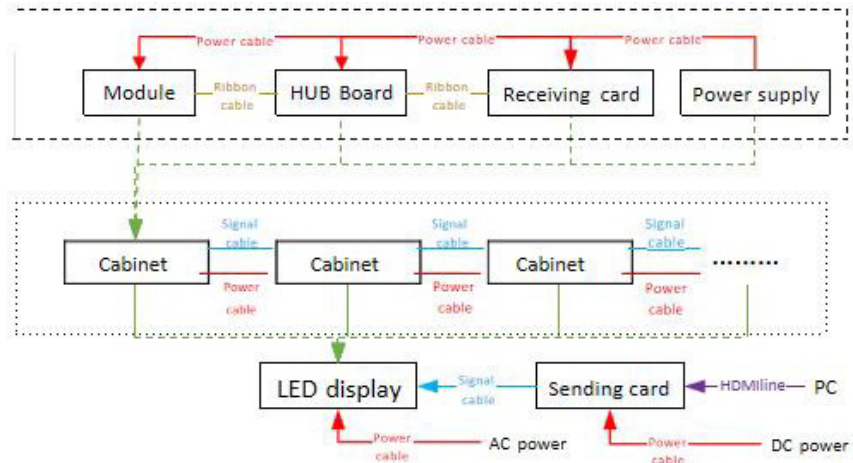 Power cable
Power cable
Power cable
Module
Ribbon
cable
HUB Board
Ribbon
cable
Receiving card
Power supply
Signal
cable
Signal
cable
Signal
cable
Cabinet
Cabinet
Cabinet
………
Power
cable
Power
cable
Power
cable
LED display
Signal
cable
Sending card
HDMIline
PC
Power
cable
AC power
Power
cable
DC power